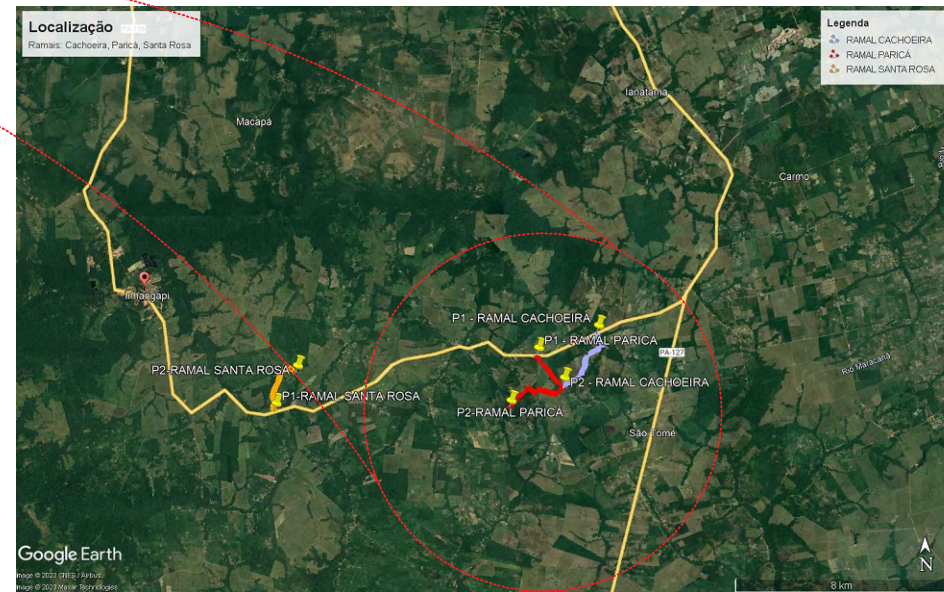 Localização
Ramais: Cachoeira, Paricá, Santa Rosa
Legenda
RAMAL CACHOEIRA
RAMAL PARICÁ
RAMAL SANTA ROSA
Ianatama
Macapá
Carmo
Inhangapi
P1 - RAMAL CACHOEIRA
P1 - RAMAL PARICA
PA-127
Rio Maracanã
P2-RAMAL SANTA ROSA
P2 - RAMAL CACHOEIRA
P1-RAMAL SANTA ROSA
P2-RAMAL PARICÁ
São Tomé
Google Earth
Image © 2023 CNES / Airbus
Image © 2023 Maxar Technologies
8 km
N